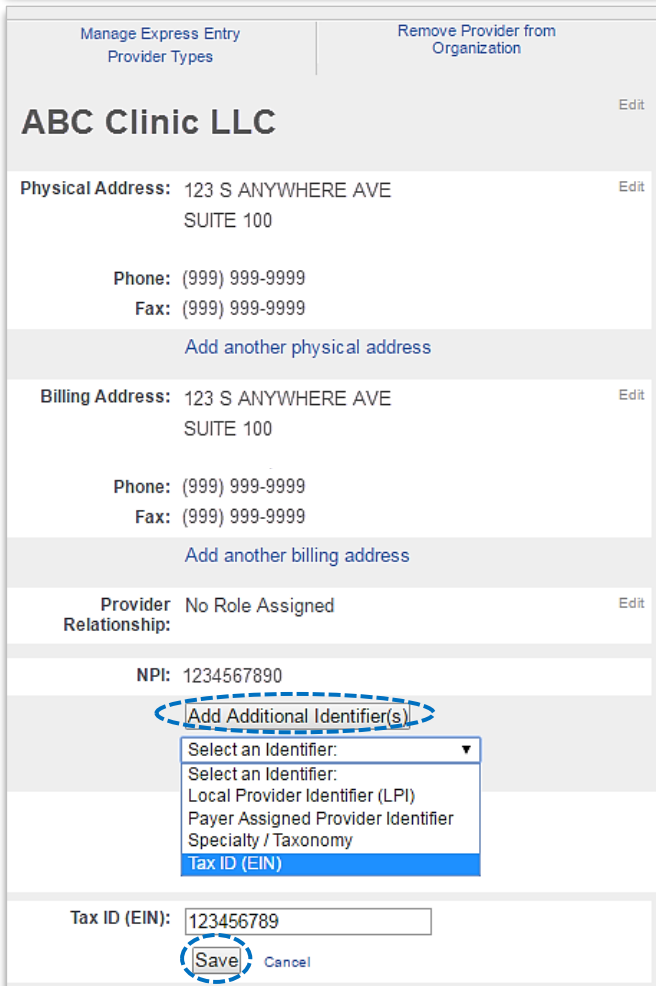 Manage Express Entry
Provider Types
Remove Provider from
Organization
ABC Clinic LLC
Edit
Physical Address: 123 S ANYWHERE AVE
Edit
SUITE 100
Phone: (999) 999-9999
Fax: (999) 999-9999
Add another physical address
Billing Address: 123 S ANYWHERE AVE
Edit
SUITE 100
Phone: (999) 999-9999
Fax: (999) 999-9999
Add another billing address
Provider
Relationship:
No Role Assigned
Edit
NPI: 1234567890
Add Additional Identifier(s)
Select an Identifier:
Select an Identifier:
Local Provider Identifier (LPI)
Payer Assigned Provider Identifier
Specialty / Taxonomy
Tax ID (EIN)
Tax ID (EIN): 123456789
Save Cancel